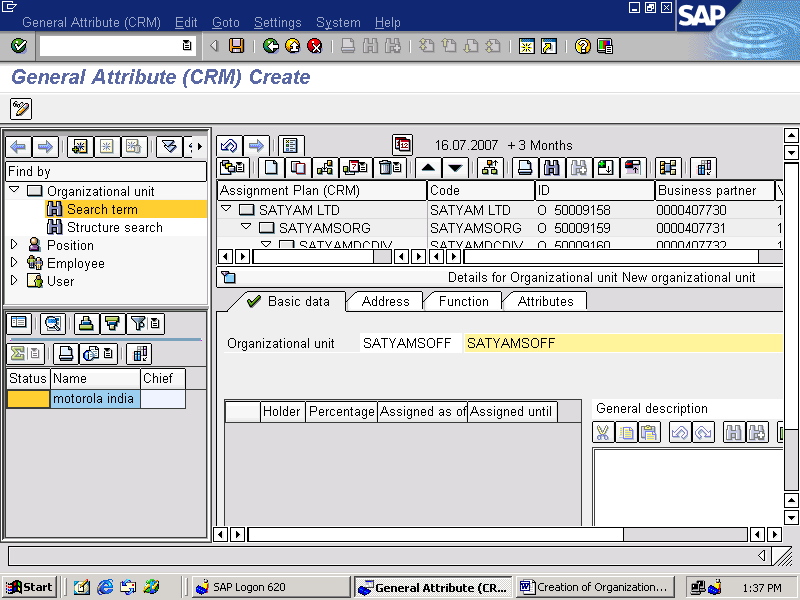 General Attribute (CRM) Edit Goto Settings System Help
SAP
General Attribute (CRM) Create
16.07.2007 + 3 Months
Find by
Organizational unit
Search term
Structure search
Position
Employee
User
Assignment Plan (CRM) Code ID Business partner
SATYAM LTD SATYAM LTD O 50009158 0000407730 1
SATYAMSORG SATYAMSORG O 50009159 0000407731 1
SATYAMDCDIV SATYAMDCDIV O 50009160 0000407732 1
Details for Organizational unit New organizational unit
Basic data Address Function Attributes
Organizational unit SATYAMSOFF SATYAMSOFF
Status Name Chief
motorola india
Holder Percentage Assigned as of Assigned until
General description
Start SAP Logon 620 General Attribute (CR... Creation of Organization... 1:37 PM